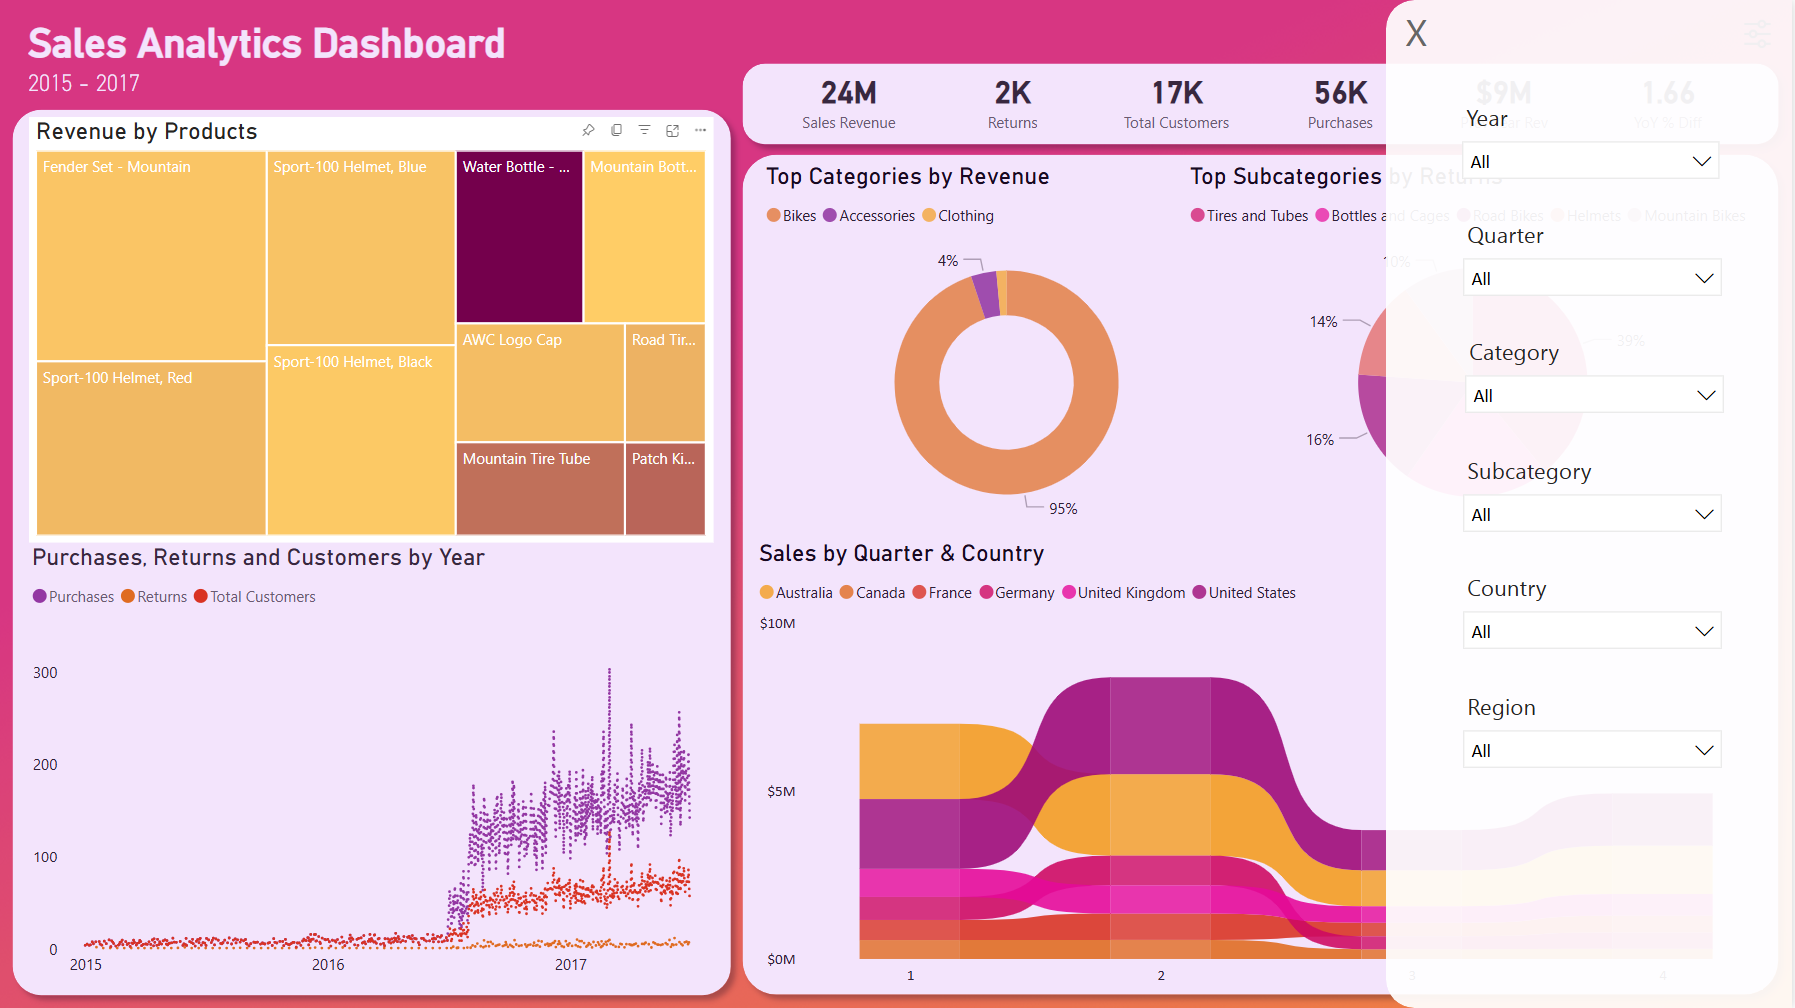 Sales Analytics Dashboard
2015 - 2017
X
24M
Sales Revenue
2K
Returns
17K
Total Customers
56K
Purchases
$9M
Rev
1.66
YoY % Diff
Revenue by Products
Fender Set - Mountain
Sport-100 Helmet, Blue
Water Bottle - ...
Mountain Bott...
Sport-100 Helmet, Red
Sport-100 Helmet, Black
AWC Logo Cap
Road Tir...
Mountain Tire Tube
Patch Ki...
Purchases, Returns and Customers by Year
Purchases Returns Total Customers
300
200
100
0
2015 2016 2017
Top Categories by Revenue
Bikes Accessories Clothing
4%
95%
Top Subcategories by Returns
Tires and Tubes Bottles and Cages Road Bikes Helmets Mountain Bikes
10%
14%
39%
16%
Sales by Quarter & Country
Australia Canada France Germany United Kingdom United States
$10M
$5M
$0M
1 2 3 4
Year
All
Quarter
All
Category
All
Subcategory
All
Country
All
Region
All